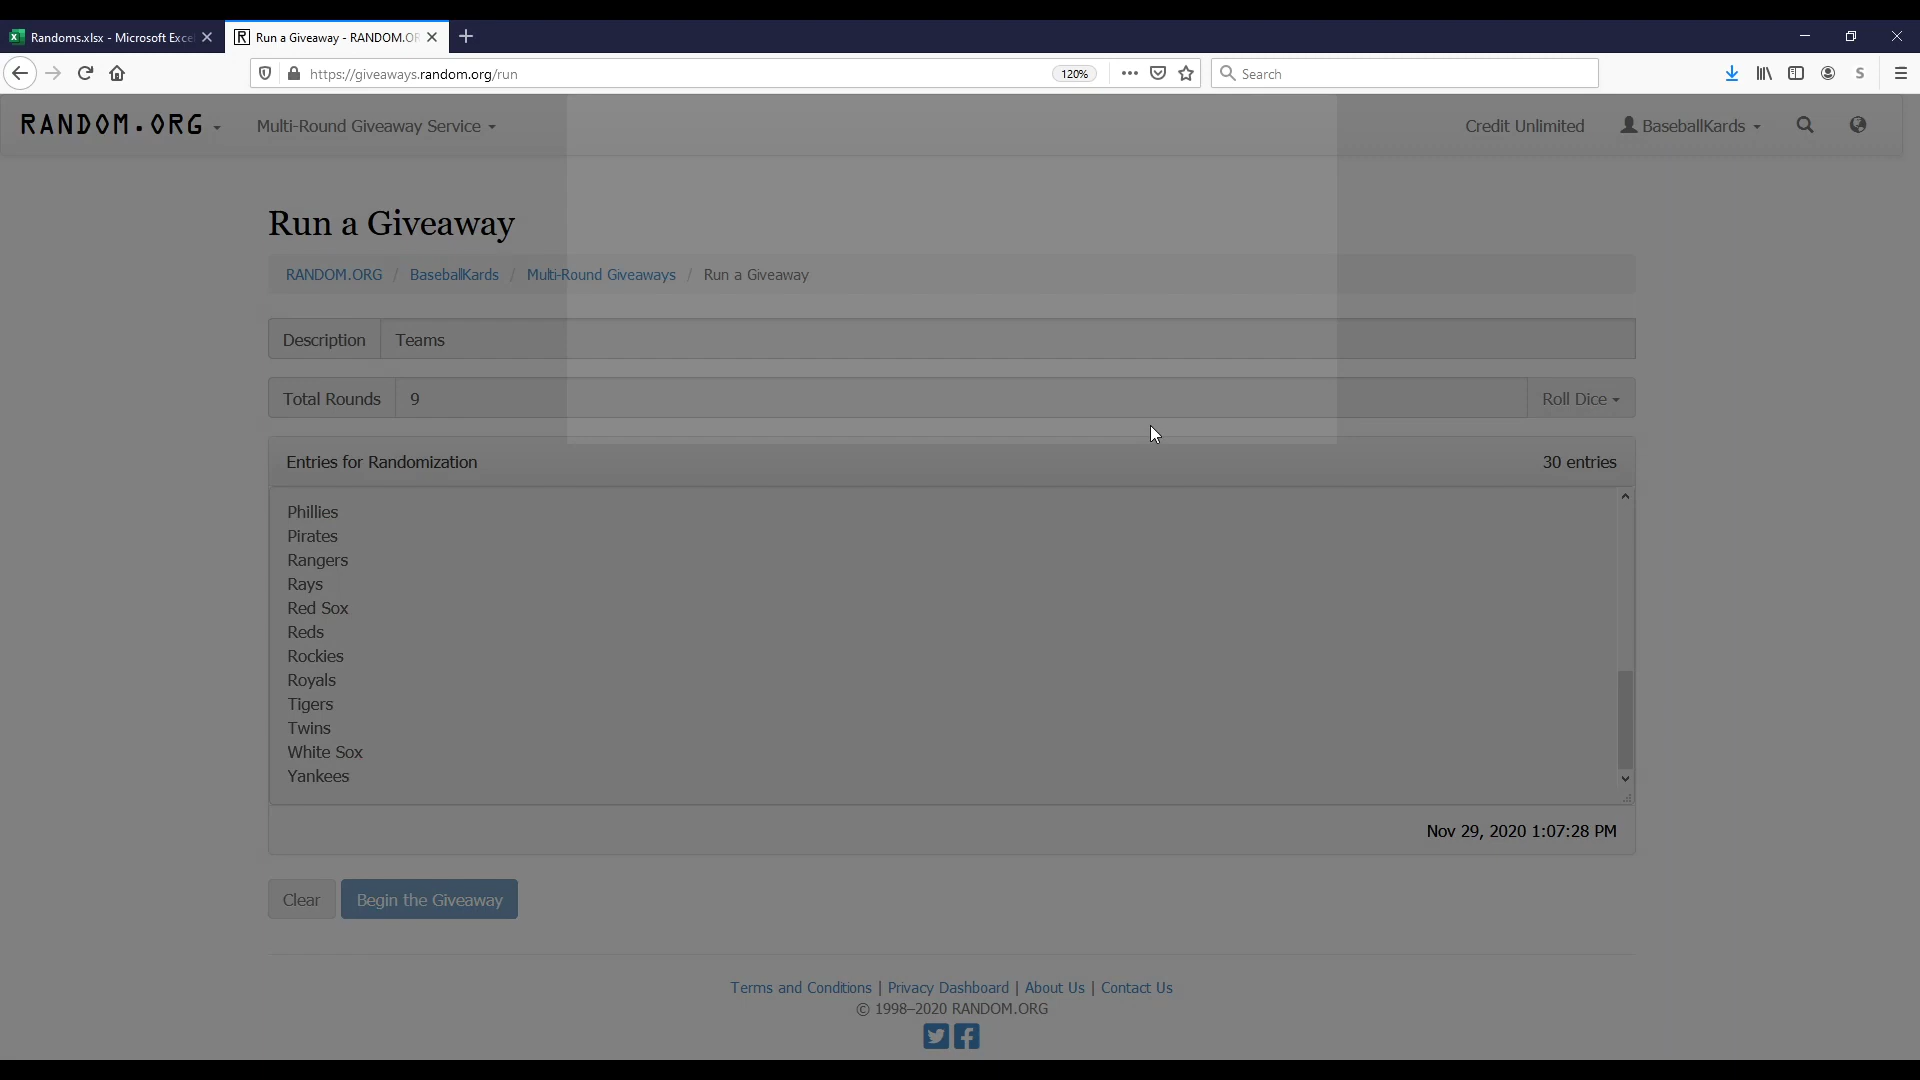 Randoms.xlsx - Microsoft Exce
Run a Giveaway - RANDOM.OR
https://giveaways.random.org/run
120%
Search
RANDOM.ORG
Multi-Round Giveaway Service
Credit Unlimited
BaseballKards
Run a Giveaway
RANDOM.ORG / BaseballKards / Multi-Round Giveaways / Run a Giveaway
Description Teams
Total Rounds 9 Roll Dice
Entries for Randomization 30 entries
Phillies
Pirates
Rangers
Rays
Red Sox
Reds
Rockies
Royals
Tigers
Twins
White Sox
Yankees
Nov 29, 2020 1:07:28 PM
Clear Begin the Giveaway
Terms and Conditions | Privacy Dashboard | About Us | Contact Us
© 1998–2020 RANDOM.ORG